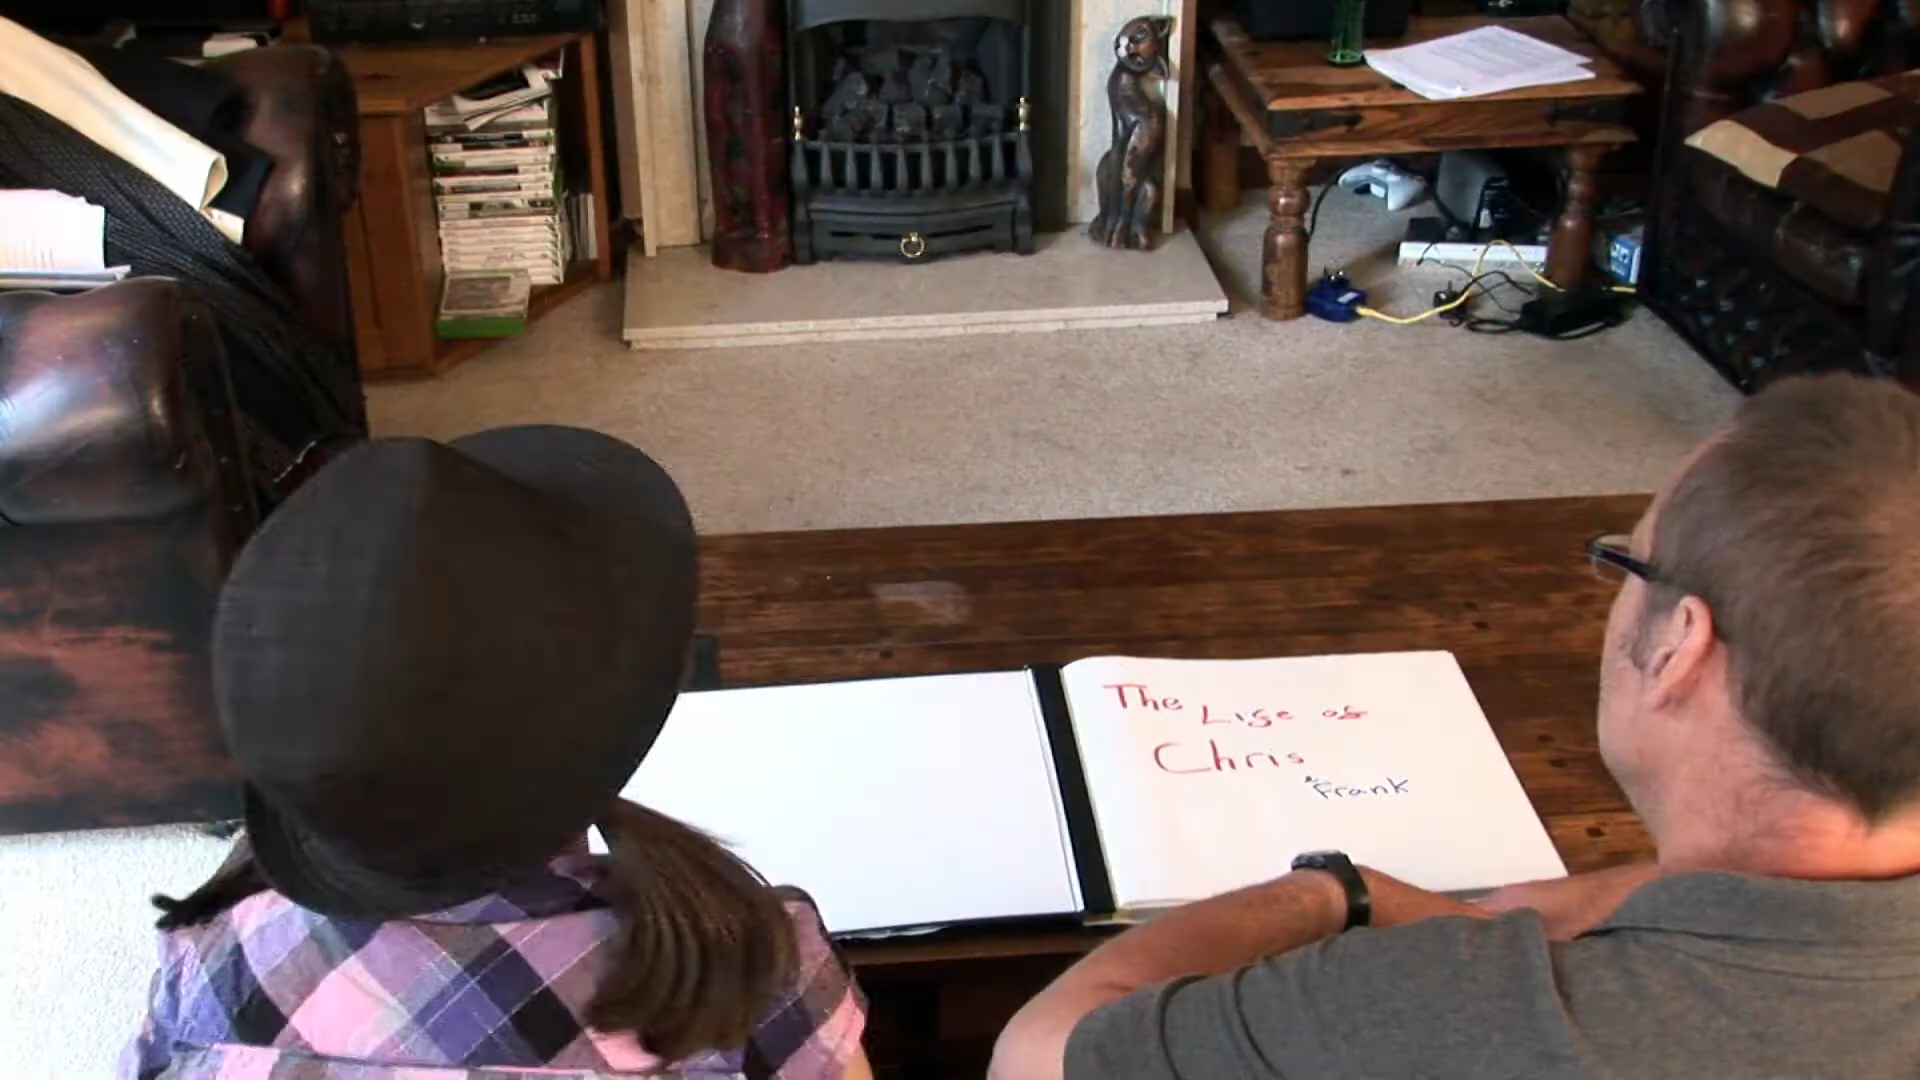 The Life of
Chris
& Frank